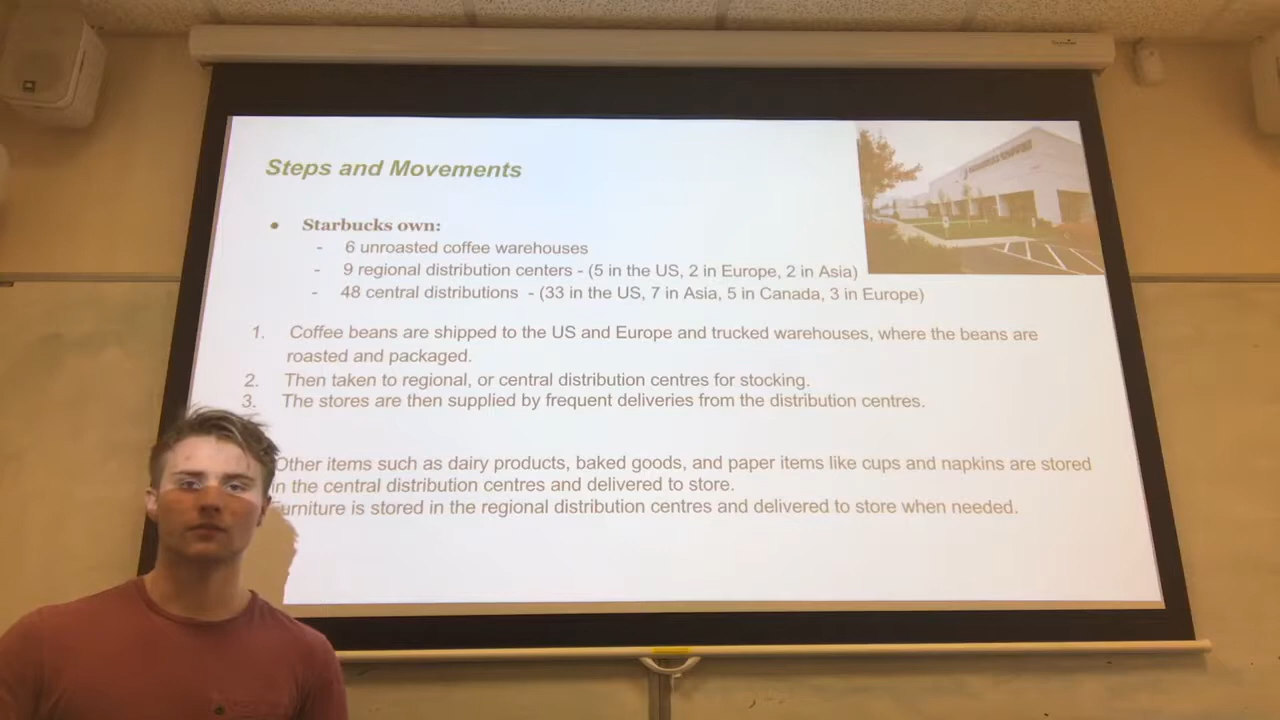 Steps and Movements
● Starbucks own:
- 6 unroasted coffee warehouses
- 9 regional distribution centers - (5 in the US, 2 in Europe, 2 in Asia)
- 48 central distributions - (33 in the US, 7 in Asia, 5 in Canada, 3 in Europe)
1. Coffee beans are shipped to the US and Europe and trucked warehouses, where the beans are
roasted and packaged.
2. Then taken to regional, or central distribution centres for stocking.
3. The stores are then supplied by frequent deliveries from the distribution centres.
Other items such as dairy products, baked goods, and paper items like cups and napkins are stored
in the central distribution centres and delivered to store.
Furniture is stored in the regional distribution centres and delivered to store when needed.